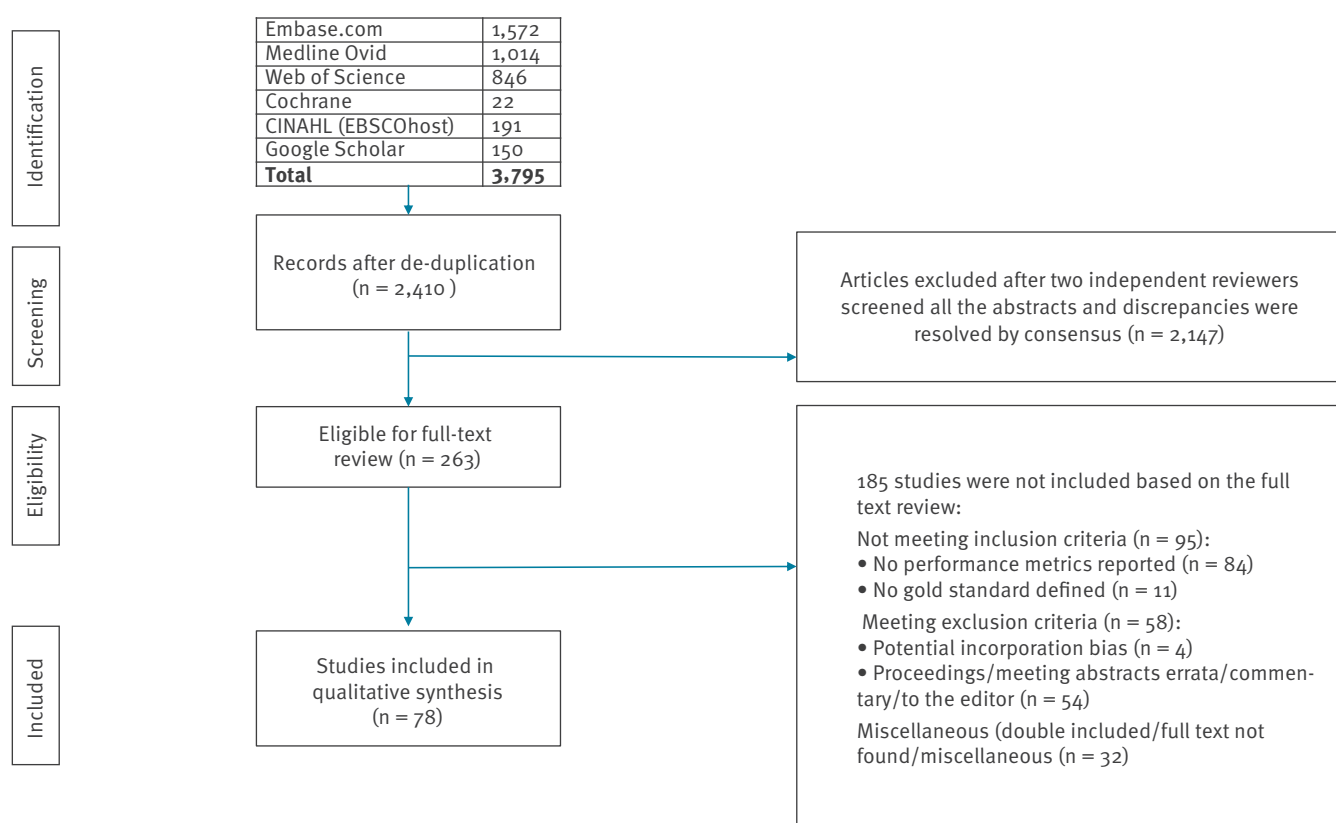 Identification
Embase.com 1,572
Medline Ovid 1,014
Web of Science 846
Cochrane 22
CINAHL (EBSCOhost) 191
Google Scholar 150
Total 3,795
Screening
Records after de-duplication
(n = 2,410 )
Articles excluded after two independent reviewers
screened all the abstracts and discrepancies were
resolved by consensus (n = 2,147)
Eligibility
Eligible for full-text
review (n = 263)
185 studies were not included based on the full
text review:
Not meeting inclusion criteria (n = 95):
• No performance metrics reported (n = 84)
• No gold standard defined (n = 11)
Meeting exclusion criteria (n = 58):
• Potential incorporation bias (n = 4)
• Proceedings/meeting abstracts errata/commen-
tary/to the editor (n = 54)
Miscellaneous (double included/full text not
found/miscellaneous (n = 32)
Included
Studies included in
qualitative synthesis
(n = 78)